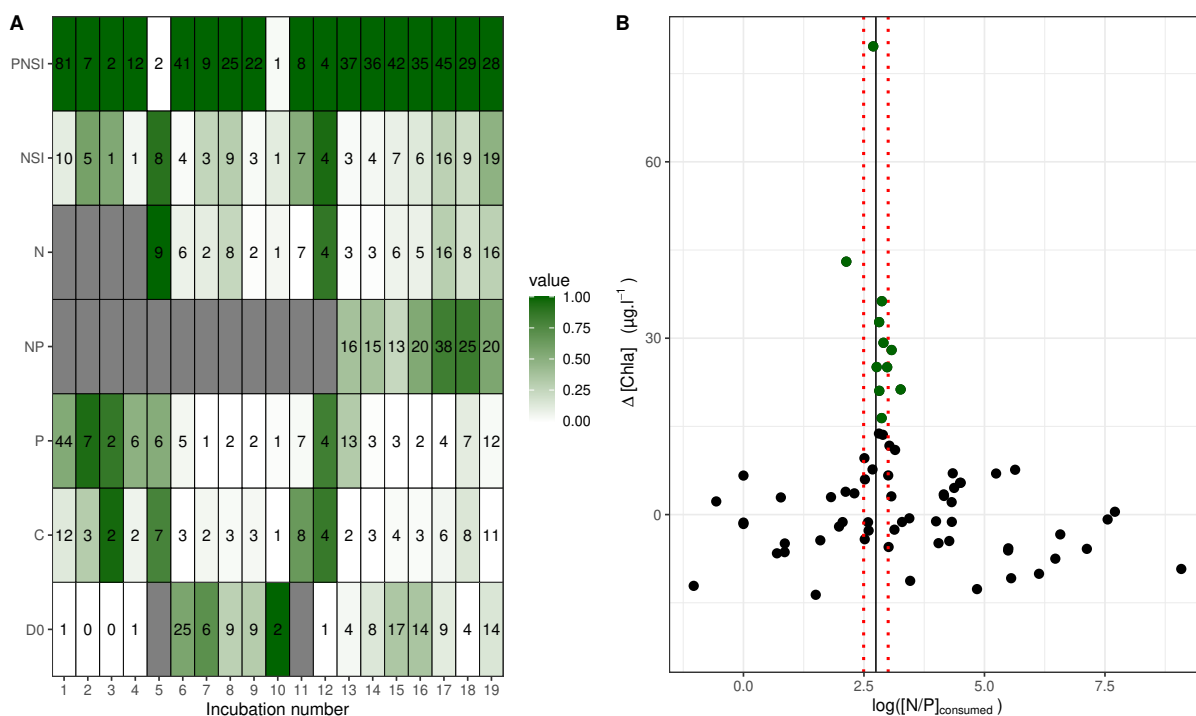 A
PNSI 81 7 2 12 2 41 9 25 22 1 8 4 37 36 42 35 45 29 28
NSI 10 5 1 1 8 4 3 9 3 1 7 4 3 4 7 6 16 9 19
N 9 6 2 8 2 1 7 4 3 3 6 5 16 8 16
NP 16 15 13 20 38 25 20
P 44 7 2 6 6 5 1 2 2 1 7 4 13 3 3 2 4 7 12
C 12 3 2 2 7 3 2 3 3 1 8 4 2 3 4 3 6 8 11
D0 1 0 0 1 25 6 9 9 2 1 4 8 17 14 9 4 14
1 2 3 4 5 6 7 8 9 10 11 12 13 14 15 16 17 18 19
Incubation number
value
1.00
0.75
0.50
0.25
0.00
B
Δ [Chla] (µg.l⁻¹)
60
30
0
0.0 2.5 5.0 7.5
log([N/P]consumed)